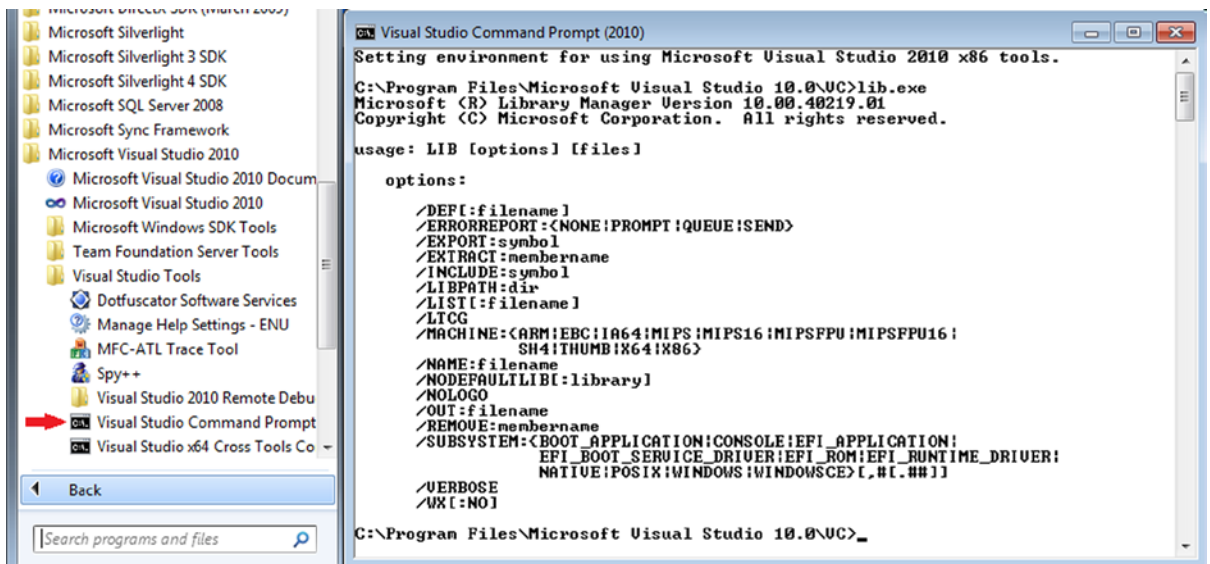 Microsoft DirectX SDK (March 2009)
Microsoft Silverlight
Microsoft Silverlight 3 SDK
Microsoft Silverlight 4 SDK
Microsoft SQL Server 2008
Microsoft Sync Framework
Microsoft Visual Studio 2010
Microsoft Visual Studio 2010 Docum
Microsoft Visual Studio 2010
Microsoft Windows SDK Tools
Team Foundation Server Tools
Visual Studio Tools
Dotfuscator Software Services
Manage Help Settings - ENU
MFC-ATL Trace Tool
Spy++
Visual Studio 2010 Remote Debu
Visual Studio Command Prompt
Visual Studio x64 Cross Tools Co
Back
Search programs and files
Visual Studio Command Prompt (2010)
Setting environment for using Microsoft Visual Studio 2010 x86 tools.
C:\Program Files\Microsoft Visual Studio 10.0\VC>lib.exe
Microsoft (R) Library Manager Version 10.00.40219.01
Copyright (C) Microsoft Corporation.  All rights reserved.
usage: LIB [options] [files]
options:
/DEF[:filename]
/ERRORREPORT:{NONE|PROMPT|QUEUE|SEND}
/EXPORT:symbol
/EXTRACT:membername
/INCLUDE:symbol
/LIBPATH:dir
/LIST[:filename]
/LTCG
/MACHINE:{ARM|EBC|IA64|MIPS|MIPS16|MIPSFPU|MIPSFPU16|
SH4|THUMB|X64|X86}
/NAME:filename
/NODEFAULTLIB[:library]
/NOLOGO
/OUT:filename
/REMOVE:membername
/SUBSYSTEM:{BOOT_APPLICATION|CONSOLE|EFI_APPLICATION|
EFI_BOOT_SERVICE_DRIVER|EFI_ROM|EFI_RUNTIME_DRIVER|
NATIVE|POSIX|WINDOWS|WINDOWSCE}[,#[.##]]
/VERBOSE
/WX[:NO]
C:\Program Files\Microsoft Visual Studio 10.0\VC>_